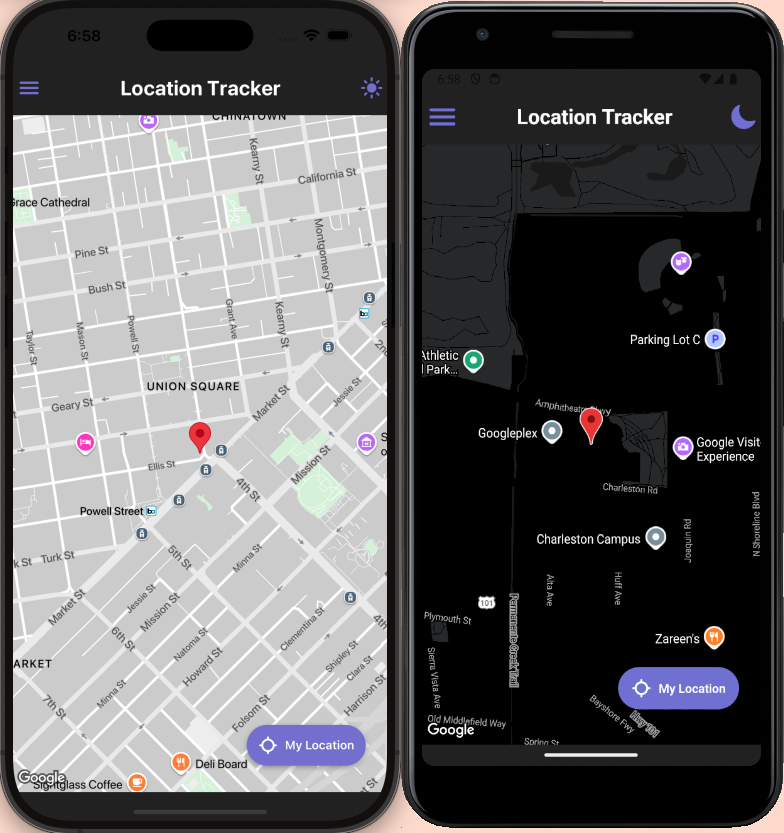 6:58
Location Tracker
CHINATOWN
Kearny St
California St
Grace Cathedral
Montgomery St
Pine St
Bush St
Grant Ave
Kearny St
Taylor St
Mason St
Powell St
2nd
UNION SQUARE
Jessie St
Geary St
Market St
S
o
Ellis St
Mission St
4th St
Powell Street
5th St
Minna St
k St
Turk St
Jessie St
Mission St
Market St
Clementina St
4th
6th St
Natoma St
Shipley St
Howard St
Clara St
ARKET
Minna St
Harrison St
7th St
Folsom St
My Location
Deli Board
Google
Sightglass Coffee
6:58
Location Tracker
P
Parking Lot C
Athletic
l Park...
Amphitheatre Pkwy
Googleplex
Google Visit
Experience
Charleston Rd
N Shoreline Blvd
Joaquin Rd
Charleston Campus
Alta Ave
Huff Ave
101
Permanente Creek Trail
Plymouth St
Zareen's
Sierra Vista Ave
My Location
Bayshore Fwy
Hwy 101
Old Middlefield Way
Google
Spring St